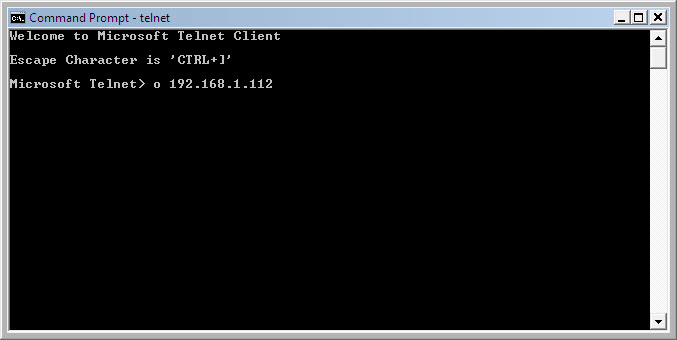 Command Prompt - telnet
Welcome to Microsoft Telnet Client
Escape Character is 'CTRL+]'
Microsoft Telnet> o 192.168.1.112